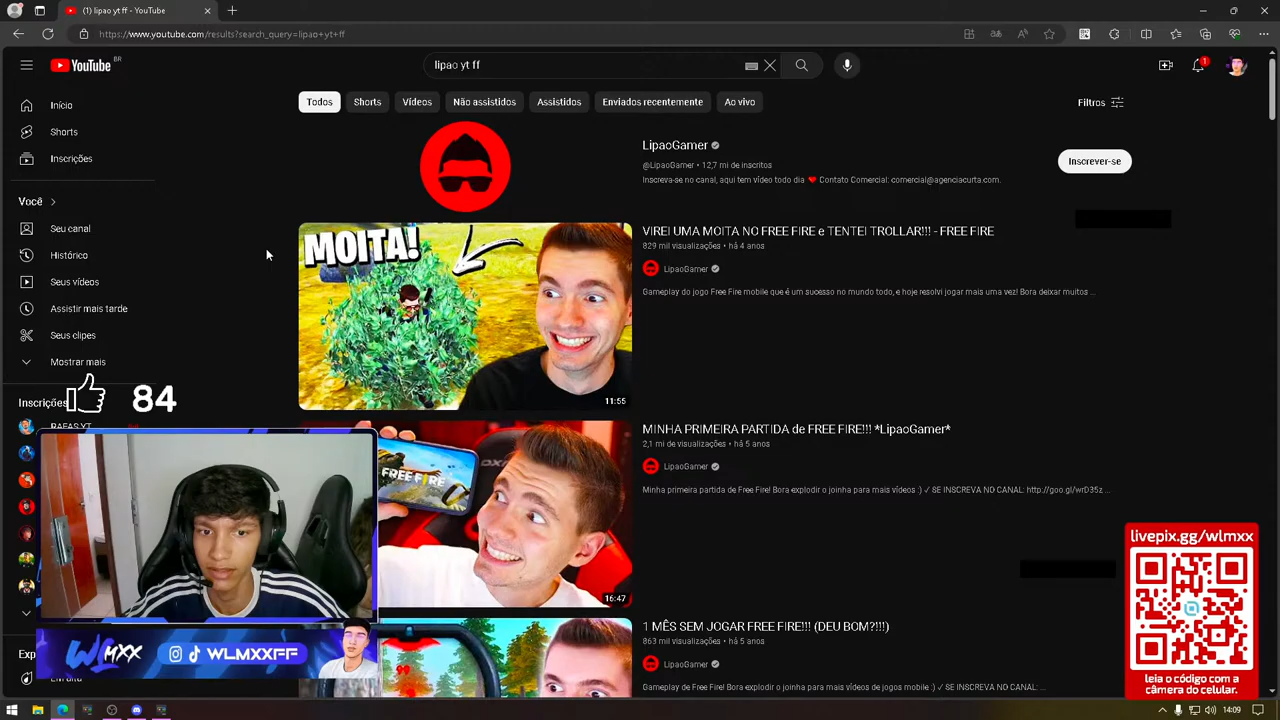 (1) lipao yt ff - YouTube
https://www.youtube.com/results?search_query=lipao+yt+ff
YouTube BR
lipao yt ff
1
Todos
Shorts
Vídeos
Não assistidos
Assistidos
Enviados recentemente
Ao vivo
Filtros
Início
Shorts
Inscrições
Você
Seu canal
Histórico
Seus vídeos
Assistir mais tarde
Seus clipes
Mostrar mais
Inscrições
84
RAFAS YT
LipaoGamer
@LipaoGamer • 12,7 mi de inscritos
Inscreva-se no canal, aqui tem vídeo todo dia ❤ Contato Comercial: comercial@agenciacurta.com.
Inscrever-se
MOITA!
11:55
VIREI UMA MOITA NO FREE FIRE e TENTEI TROLLAR!!! - FREE FIRE
829 mil visualizações • há 4 anos
LipaoGamer
Gameplay do jogo Free Fire mobile que é um sucesso no mundo todo, e hoje resolvi jogar mais uma vez! Bora deixar muitos ...
FREE FIRE
16:47
MINHA PRIMEIRA PARTIDA de FREE FIRE!!! *LipaoGamer*
2,1 mi de visualizações • há 5 anos
LipaoGamer
Minha primeira partida de Free Fire! Bora explodir o joinha para mais vídeos :) ✓ SE INSCREVA NO CANAL: http://goo.gl/wrD35z ...
1 MÊS SEM JOGAR FREE FIRE!!! (DEU BOM?!!!)
863 mil visualizações • há 5 anos
LipaoGamer
Gameplay de Free Fire! Bora explodir o joinha para mais vídeos de jogos mobile :) ✓ SE INSCREVA NO CANAL: ...
WLMXX
WLMXXFF
Exp
livepix.gg/wlmxx
leia o código com a
câmera do celular.
14:09